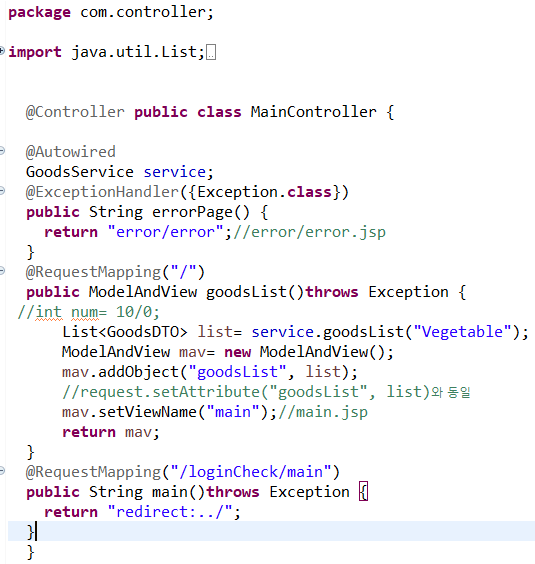 package com.controller;
import java.util.List;
@Controller public class MainController {
@Autowired
GoodsService service;
@ExceptionHandler({Exception.class})
public String errorPage() {
return "error/error";//error/error.jsp
}
@RequestMapping("/")
public ModelAndView goodsList()throws Exception {
//int num= 10/0;
List<GoodsDTO> list= service.goodsList("Vegetable");
ModelAndView mav= new ModelAndView();
mav.addObject("goodsList", list);
//request.setAttribute("goodsList", list)와 동일
mav.setViewName("main");//main.jsp
return mav;
}
@RequestMapping("/loginCheck/main")
public String main()throws Exception {
return "redirect:../";
}
}